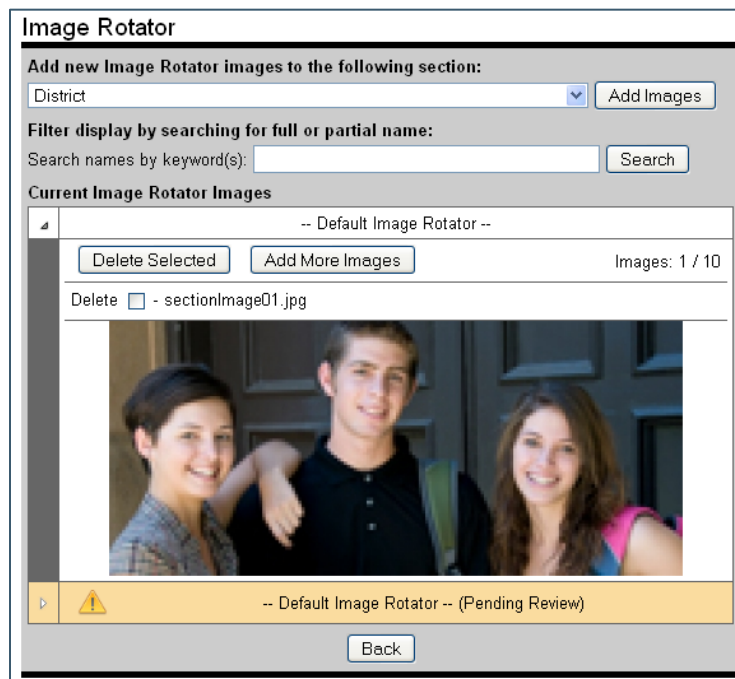 Image Rotator
Add new Image Rotator images to the following section:
District Add Images
Filter display by searching for full or partial name:
Search names by keyword(s): Search
Current Image Rotator Images
-- Default Image Rotator --
Delete Selected Add More Images Images: 1 / 10
Delete - sectionImage01.jpg
-- Default Image Rotator -- (Pending Review)
Back